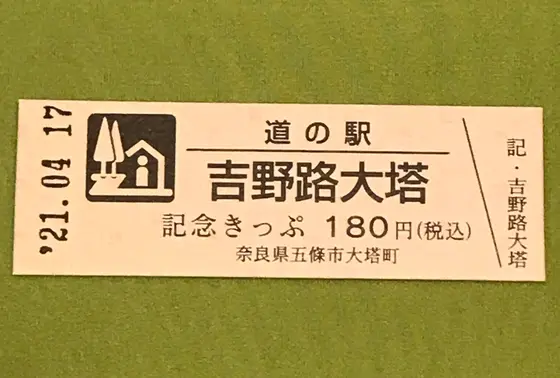 '21.04 17
道の駅
吉野路大塔
記念きっぷ 180円(税込)
奈良県五條市大塔町
記・吉野路大塔